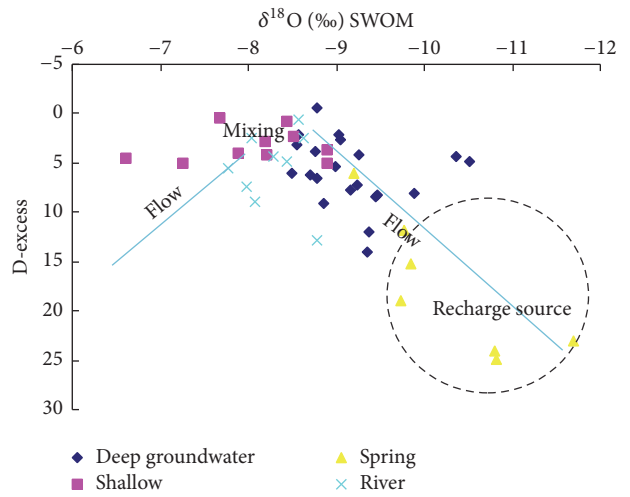 δ18O (‰) SWOM
−6 −7 −8 −9 −10 −11 −12
−5
0
5
10
15
20
25
30
D-excess
Mixing
Flow
Flow
Recharge source
Deep groundwater
Shallow
Spring
River